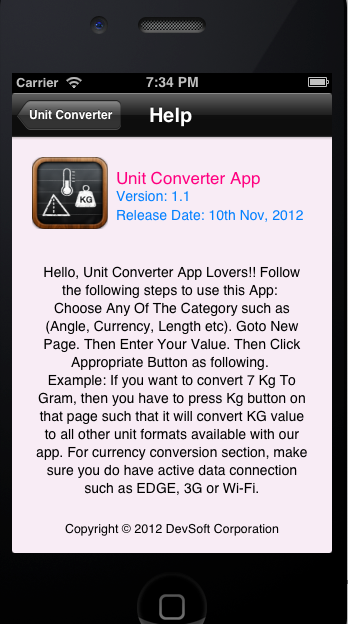 Carrier 7:34 PM
Unit Converter Help
KG
Unit Converter App
Version: 1.1
Release Date: 10th Nov, 2012
Hello, Unit Converter App Lovers!! Follow
the following steps to use this App:
Choose Any Of The Category such as
(Angle, Currency, Length etc). Goto New
Page. Then Enter Your Value. Then Click
Appropriate Button as following.
Example: If you want to convert 7 Kg To
Gram, then you have to press Kg button on
that page such that it will convert KG value
to all other unit formats available with our
app. For currency conversion section, make
sure you do have active data connection
such as EDGE, 3G or Wi-Fi.
Copyright © 2012 DevSoft Corporation